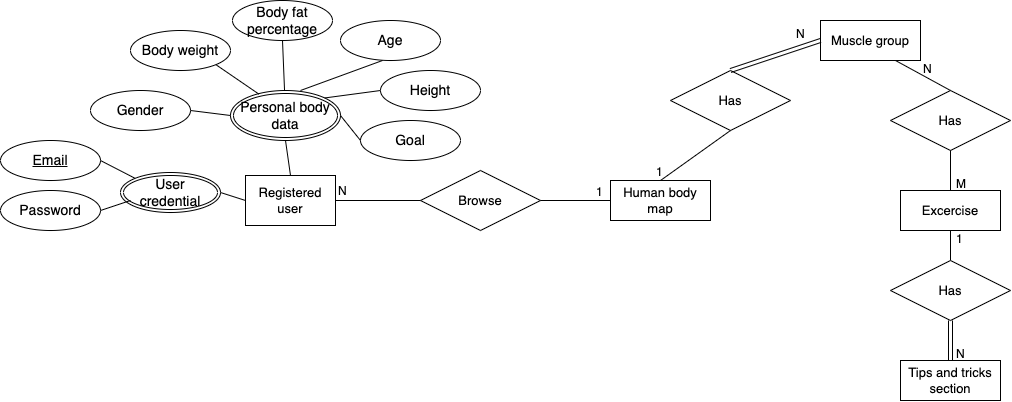 Body fat
percentage
Age
Body weight
Height
Gender
Personal body
data
Goal
Email
User
credential
Password
Registered
user
N
Browse
1
Human body
map
1
Has
N
Muscle group
N
Has
M
Excercise
1
Has
N
Tips and tricks
section